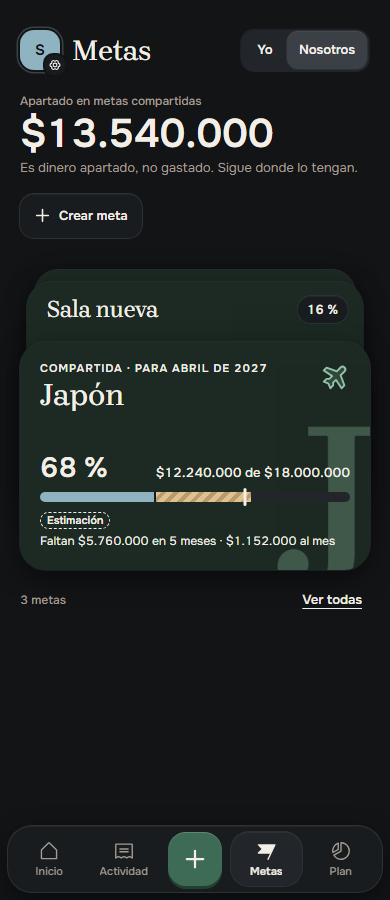 S
Metas
Yo
Nosotros
Apartado en metas compartidas
$13.540.000
Es dinero apartado, no gastado. Sigue donde lo tengan.
+ Crear meta
Sala nueva
16 %
COMPARTIDA · PARA ABRIL DE 2027
Japón
J
68 %
$12.240.000 de $18.000.000
Estimación
Faltan $5.760.000 en 5 meses · $1.152.000 al mes
3 metas
Ver todas
Inicio
Actividad
+
Metas
Plan